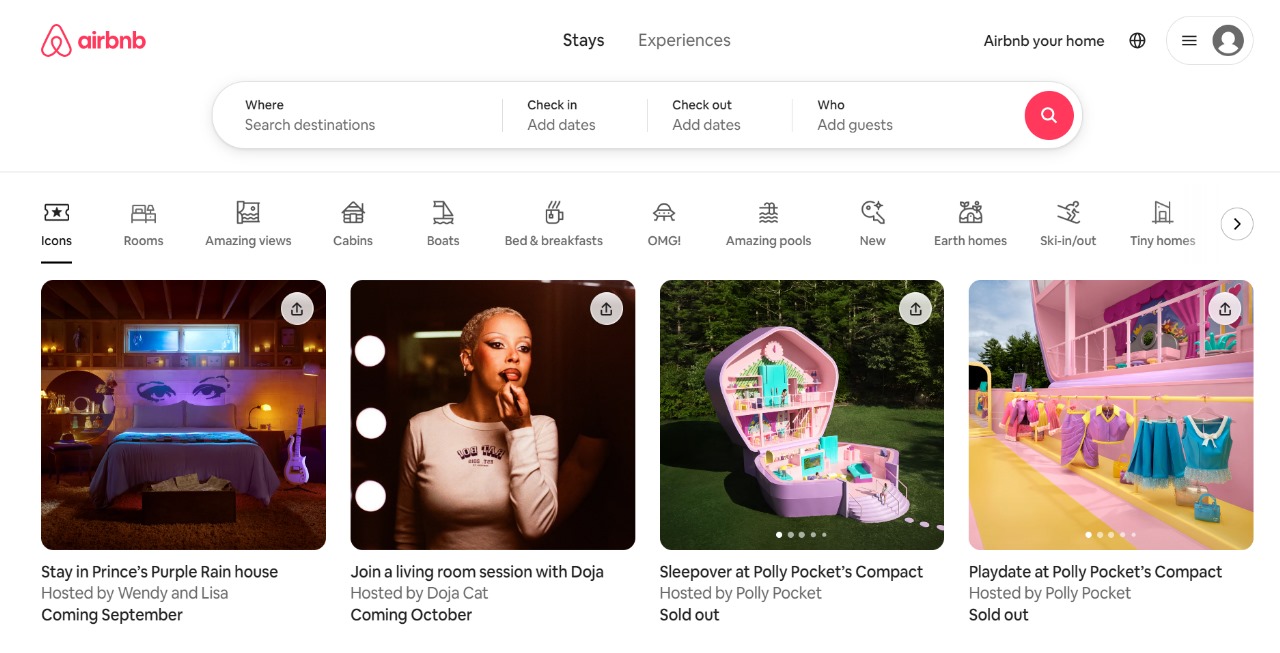 airbnb
Stays Experiences
Airbnb your home
Where Check in Check out Who
Search destinations Add dates Add dates Add guests
Icons Rooms Amazing views Cabins Boats Bed & breakfasts OMG! Amazing pools New Earth homes Ski-in/out Tiny homes
Stay in Prince’s Purple Rain house
Hosted by Wendy and Lisa
Coming September
Join a living room session with Doja
Hosted by Doja Cat
Coming October
Sleepover at Polly Pocket’s Compact
Hosted by Polly Pocket
Sold out
Playdate at Polly Pocket’s Compact
Hosted by Polly Pocket
Sold out